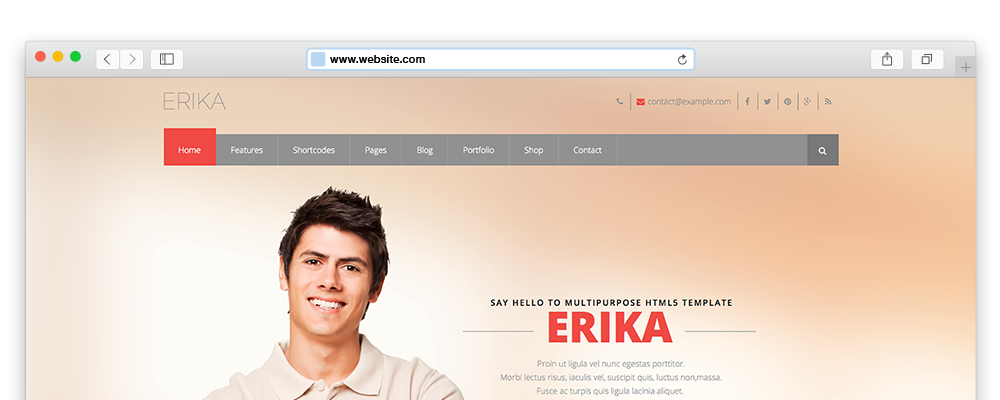 www.website.com
ERIKA
contact@example.com
Home Features Shortcodes Pages Blog Portfolio Shop Contact
SAY HELLO TO MULTIPURPOSE HTML5 TEMPLATE
ERIKA
Proin ut ligula vel nunc egestas porttitor.
Morbi lectus risus, iaculis vel, suscipit quis, luctus non,massa.
Fusce ac turpis quis ligula lacinia aliquet.